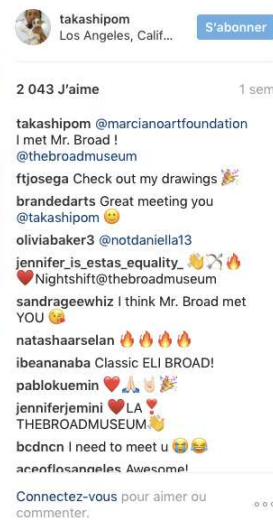 takashipom
Los Angeles, Calif...
S'abonner
2 043 J'aime
1 sem
takashipom @marcianoartfoundation
I met Mr. Broad !
@thebroadmuseum
ftjosega Check out my drawings 🎉
brandedarts Great meeting you
@takashipom 🙂
oliviabaker3 @notdaniella13
jennifer_is_estas_equality_ 👋✈️🔥
❤️Nightshift@thebroadmuseum
sandrageewhiz I think Mr. Broad met
YOU 😘
natashaarselan 🔥🔥🔥🔥
ibeananaba Classic ELI BROAD!
pablokuemin ❤️🙏🏻🤘🏻🎉
jenniferjemini ❤️LA❣️
THEBROADMUSEUM👋
bcdncn I need to meet u 😭😂
aceoflosangeles Awesome!
Connectez-vous pour aimer ou
commenter.